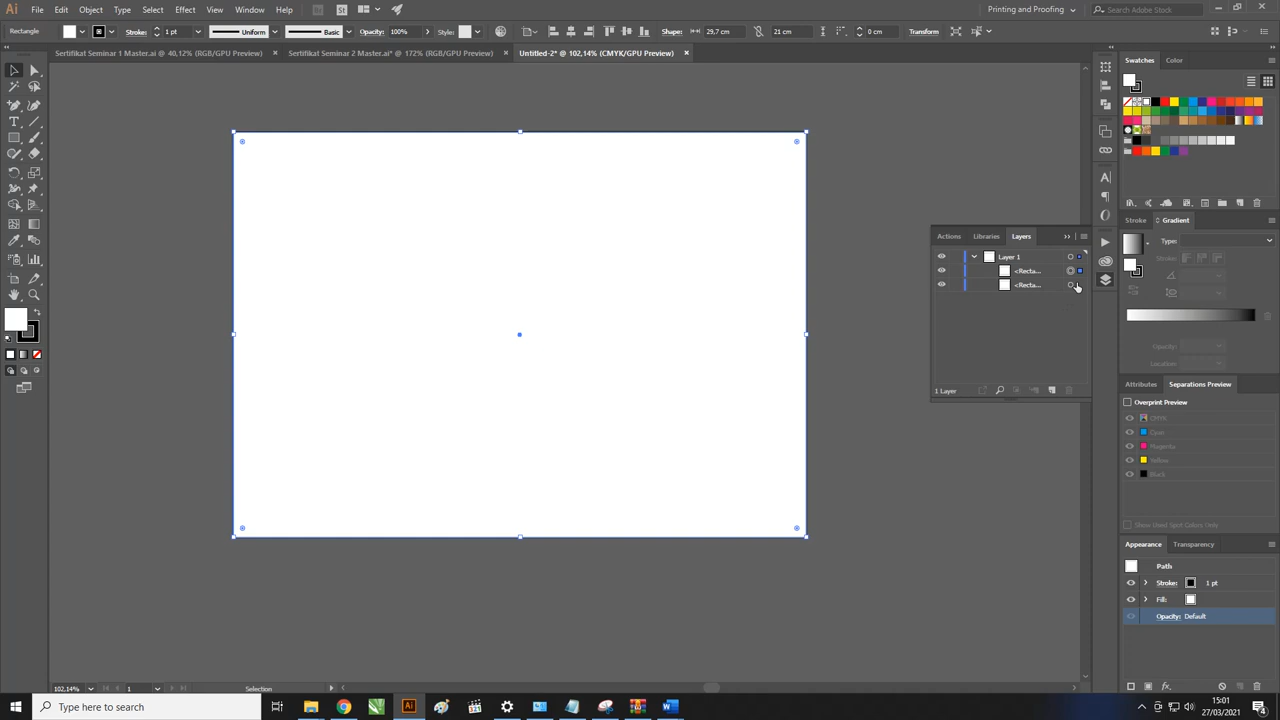 Ai File Edit Object Type Select Effect View Window Help Br St Printing and Proofing Search Adobe Stock
Rectangle Stroke: 1 pt Uniform Basic Opacity: 100% Style: Shape: 29,7 cm 21 cm 0 cm Transform
Sertifikat Seminar 1 Master.ai @ 40,12% (RGB/GPU Preview) × Sertifikat Seminar 2 Master.ai* @ 172% (RGB/GPU Preview) × Untitled-2* @ 102,14% (CMYK/GPU Preview) ×
Swatches Color
Stroke Gradient
Type:
Stroke:
Opacity:
Location:
Actions Libraries Layers
Layer 1
<Recta...
<Recta...
1 Layer
Attributes Separations Preview
Overprint Preview
CMYK
Cyan
Magenta
Yellow
Black
Show Used Spot Colors Only
Appearance Transparency
Path
Stroke: 1 pt
Fill:
Opacity: Default
102,14% 1 Selection
Type here to search
15:01
27/03/2021